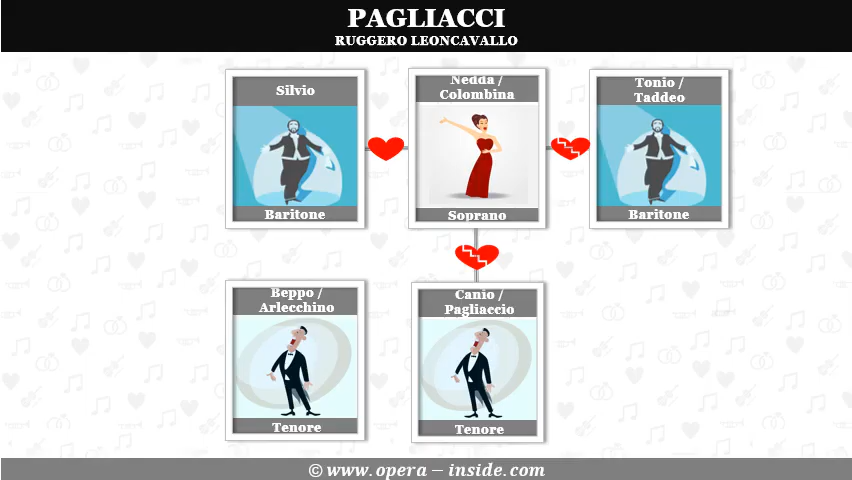 PAGLIACCI
RUGGERO LEONCAVALLO
Silvio
Baritone
Nedda /
Colombina
Soprano
Tonio /
Taddeo
Baritone
Beppo /
Arlecchino
Tenore
Canio /
Pagliaccio
Tenore
© www.opera – inside.com